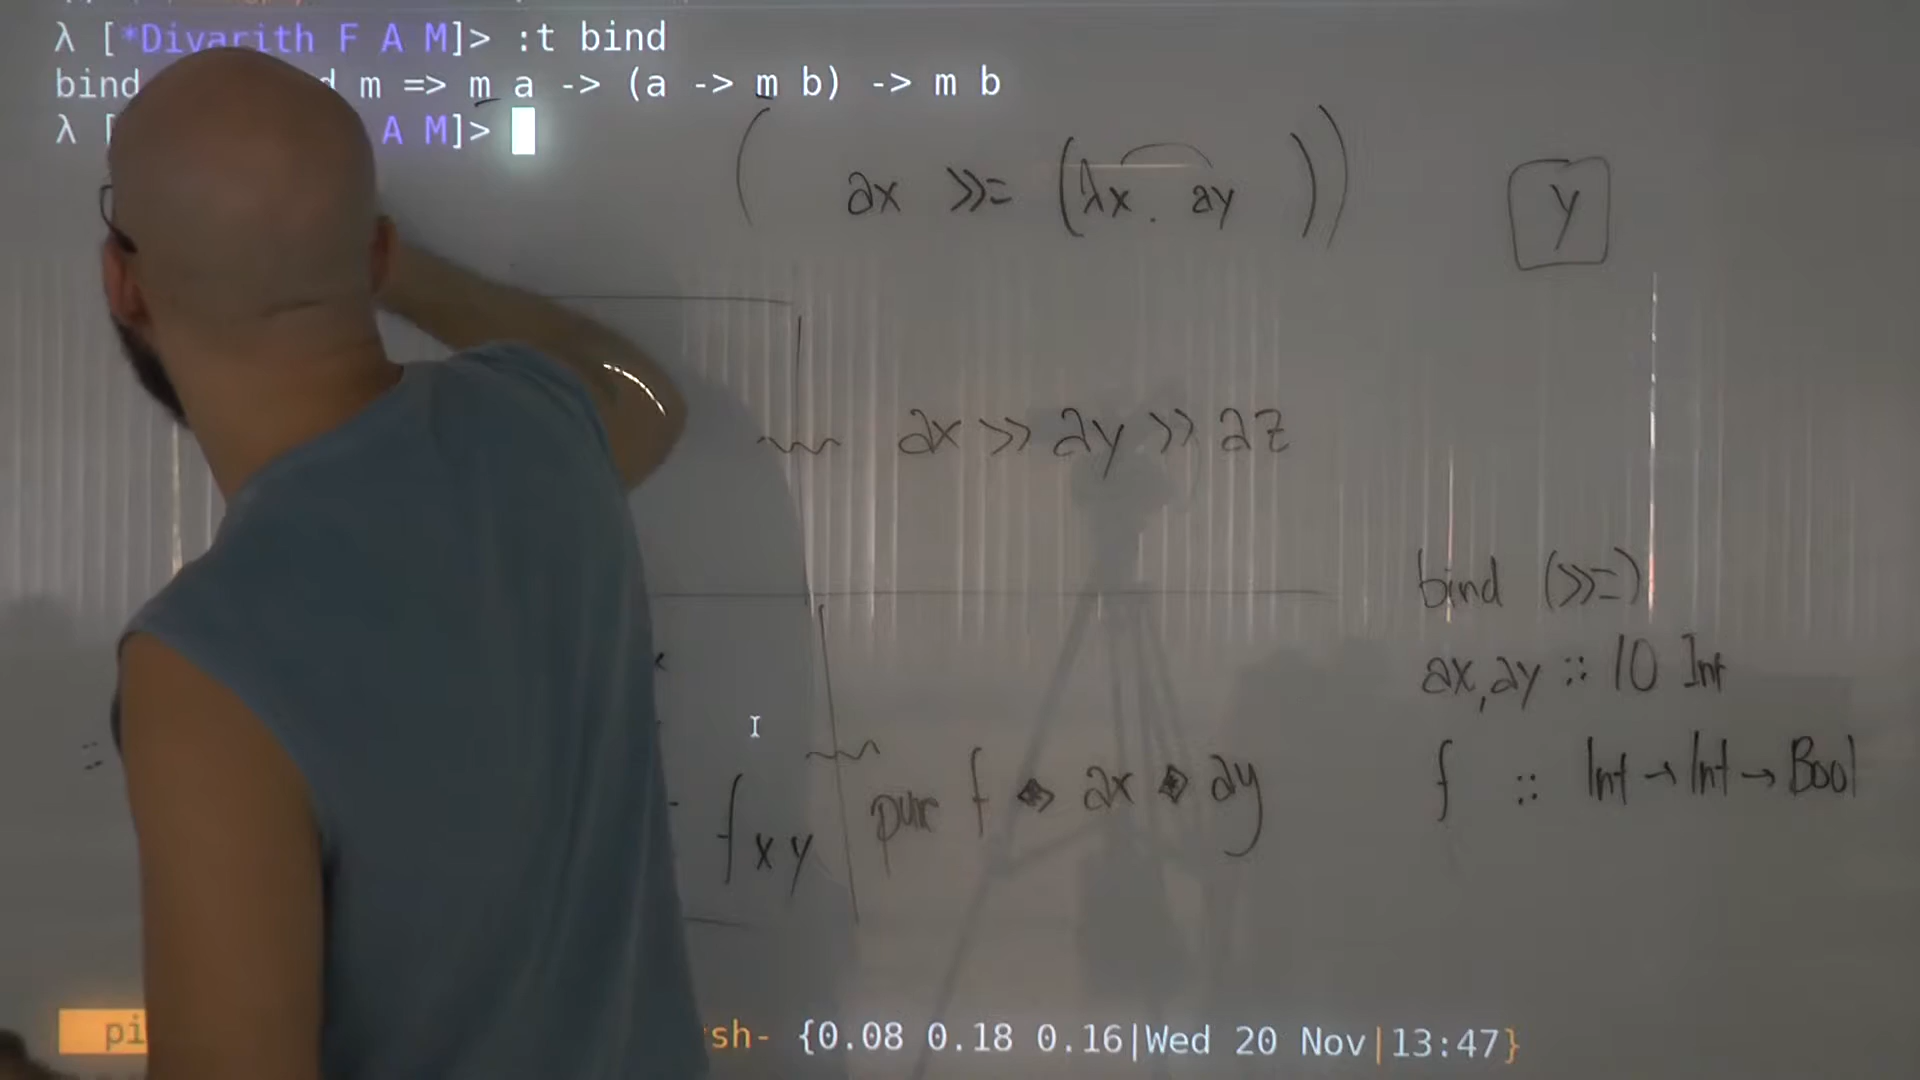 λ [*Divarith F A M]> :t bind
bind m => m a -> (a -> m b) -> m b
λ [ A M]>
( ax >>= (λx . ay ))
y
ax >> ay >> az
bind (>>=)
ax, ay :: IO Int
f :: Int → Int → Bool
f x y
pure f <*> ax <*> ay
sh- {0.08 0.18 0.16|Wed 20 Nov|13:47}